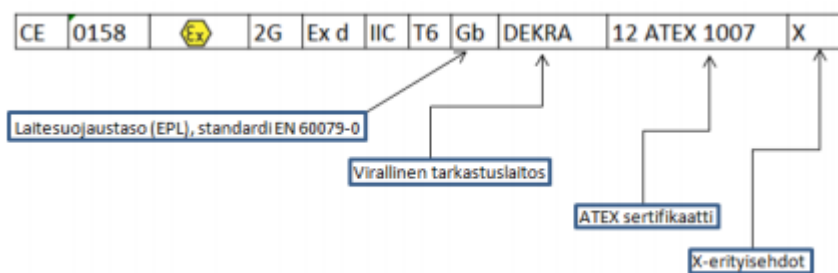 CE 0158 Ex 2G Ex d IIC T6 Gb DEKRA 12 ATEX 1007 X
Laitesuojaustaso (EPL), standardi EN 60079-0
Virallinen tarkastuslaitos
ATEX sertifikaatti
X-erityisehdot